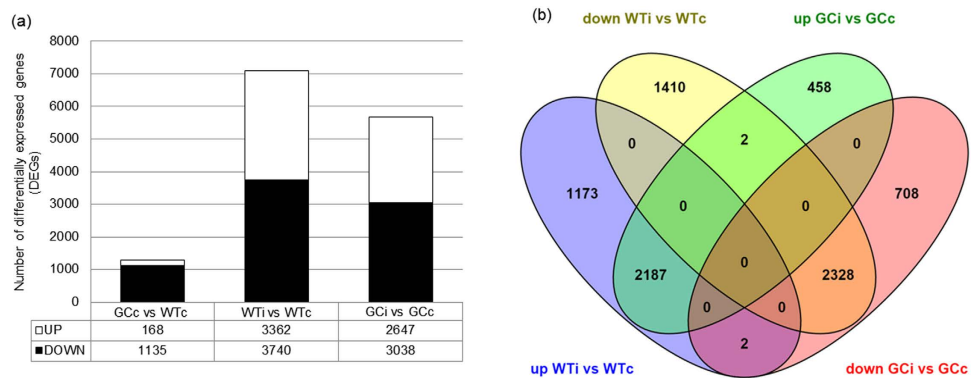 (a)
Number of differentially expressed genes
(DEGs)
8000
7000
6000
5000
4000
3000
2000
1000
0
GCc vs WTc WTi vs WTc GCi vs GCc
UP 168 3362 2647
DOWN 1135 3740 3038
(b)
down WTi vs WTc up GCi vs GCc
1410 458
0 2 0
1173 0 0 708
2187 0 2328
0 0
2
up WTi vs WTc down GCi vs GCc